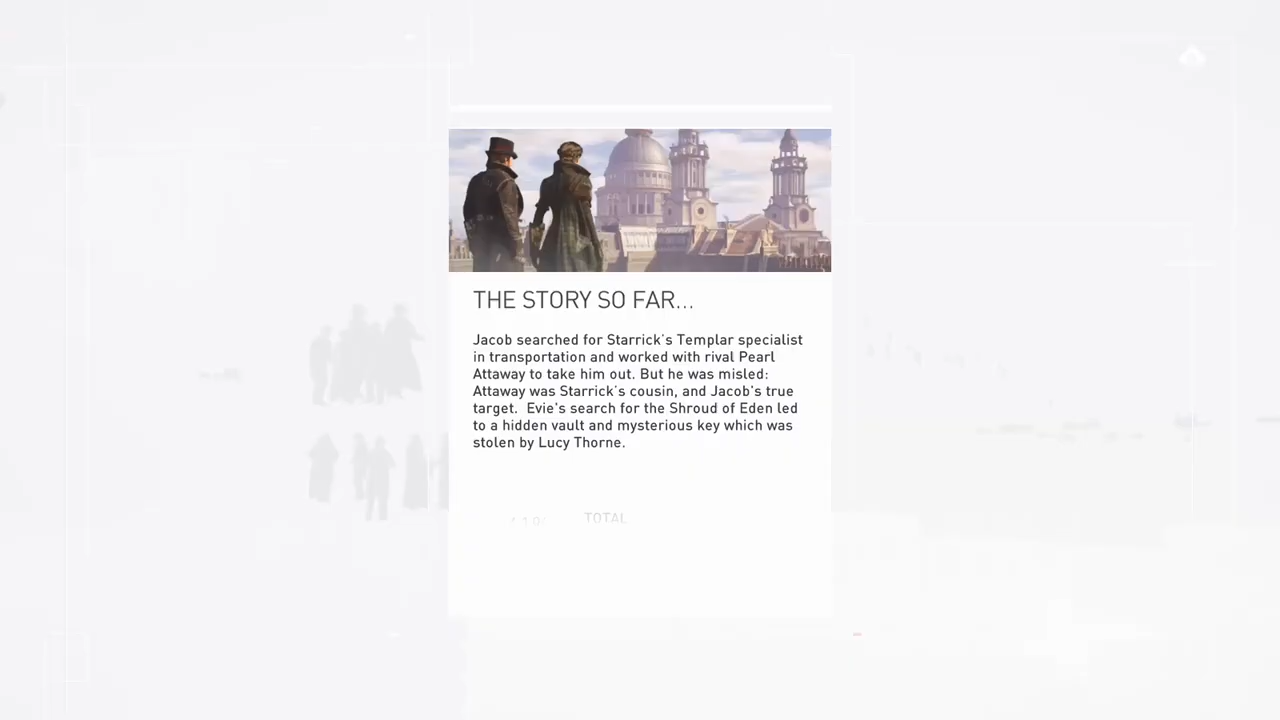 THE STORY SO FAR...
Jacob searched for Starrick's Templar specialist
in transportation and worked with rival Pearl
Attaway to take him out. But he was misled:
Attaway was Starrick's cousin, and Jacob's true
target.  Evie's search for the Shroud of Eden led
to a hidden vault and mysterious key which was
stolen by Lucy Thorne.
TOTAL